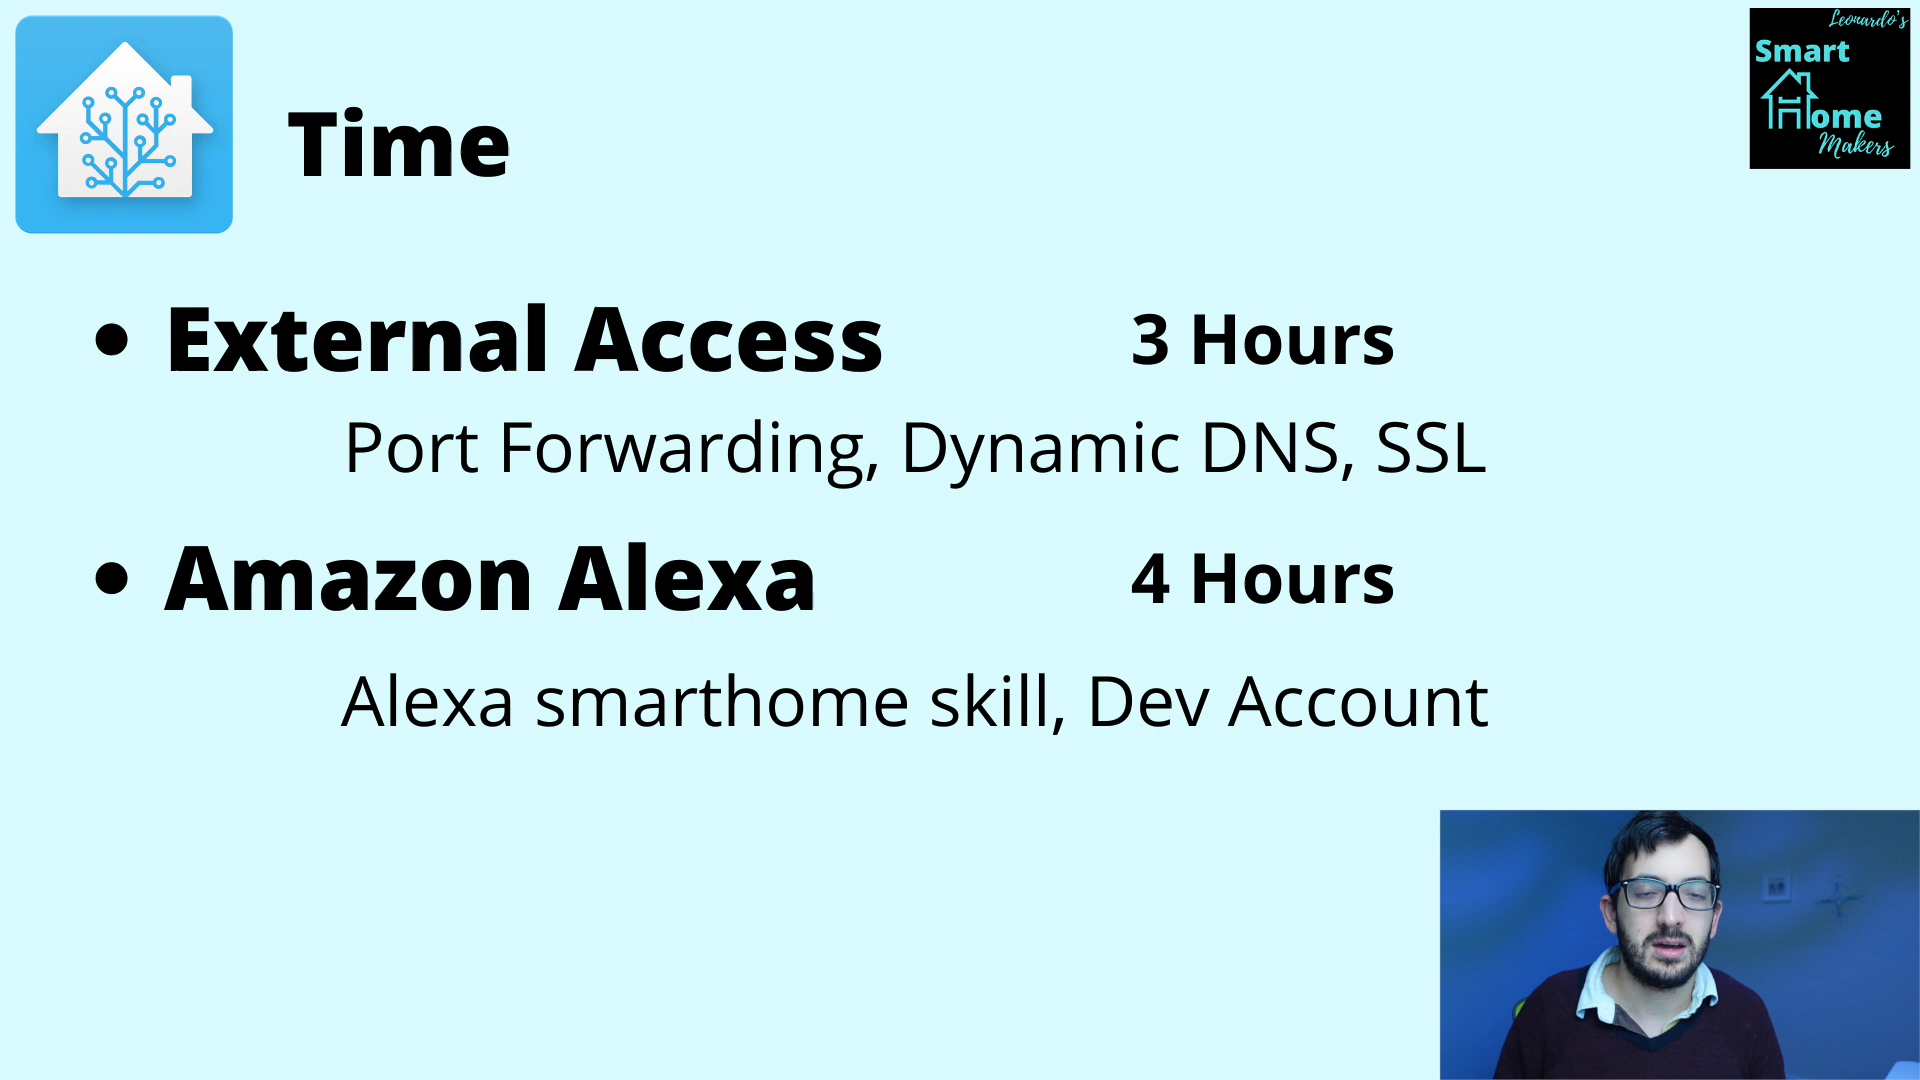 Leonardo's
Smart
Home
Makers
Time
• External Access 3 Hours
Port Forwarding, Dynamic DNS, SSL
• Amazon Alexa 4 Hours
Alexa smarthome skill, Dev Account